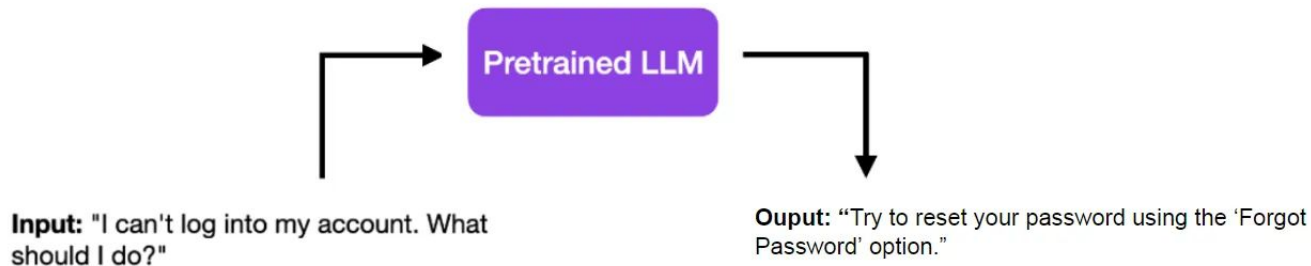 Pretrained LLM
Input: "I can't log into my account. What
should I do?"
Ouput: “Try to reset your password using the ‘Forgot
Password’ option.”